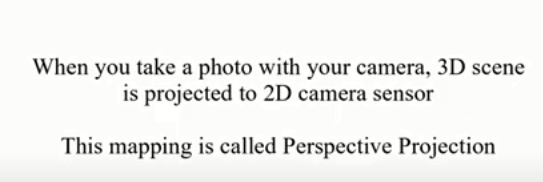 When you take a photo with your camera, 3D scene
is projected to 2D camera sensor
This mapping is called Perspective Projection